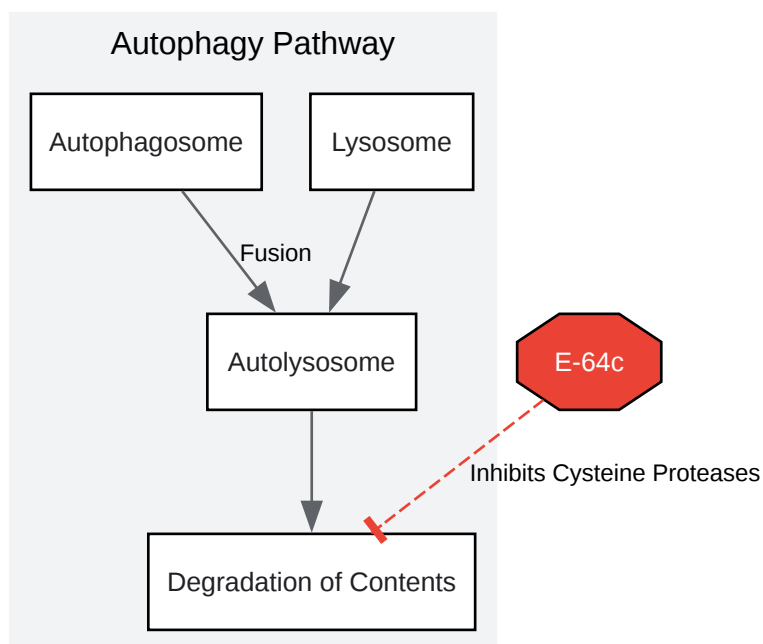 Autophagy Pathway
Autophagosome
Lysosome
Fusion
Autolysosome
E-64c
Inhibits Cysteine Proteases
Degradation of Contents